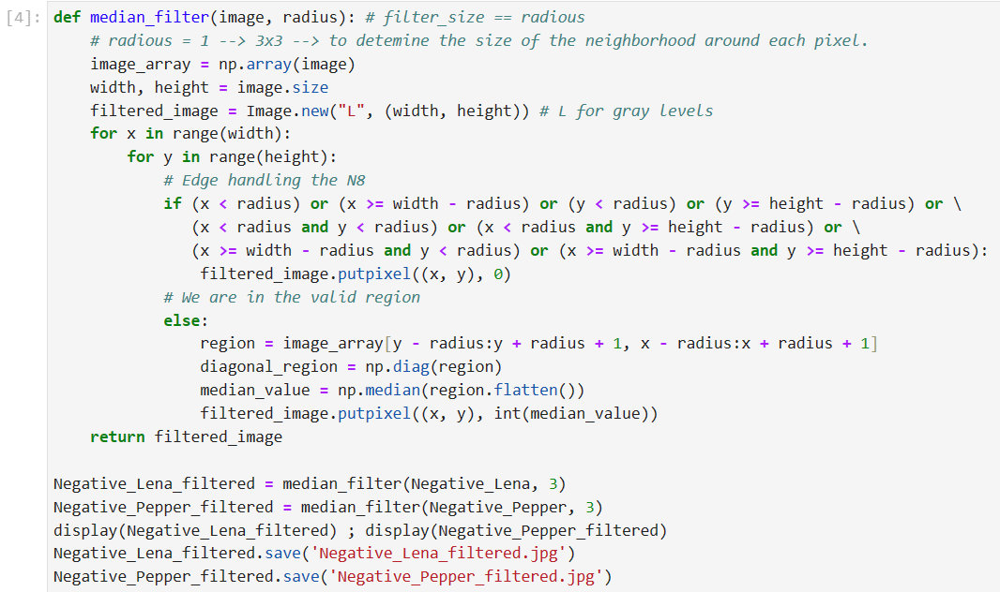 [4]: def median_filter(image, radius): # filter_size == radious
    # radious = 1 --> 3x3 --> to detemine the size of the neighborhood around each pixel.
    image_array = np.array(image)
    width, height = image.size
    filtered_image = Image.new("L", (width, height)) # L for gray levels
    for x in range(width):
        for y in range(height):
            # Edge handling the N8
            if (x < radius) or (x >= width - radius) or (y < radius) or (y >= height - radius) or \
               (x < radius and y < radius) or (x < radius and y >= height - radius) or \
               (x >= width - radius and y < radius) or (x >= width - radius and y >= height - radius):
                filtered_image.putpixel((x, y), 0)
            # We are in the valid region
            else:
                region = image_array[y - radius:y + radius + 1, x - radius:x + radius + 1]
                diagonal_region = np.diag(region)
                median_value = np.median(region.flatten())
                filtered_image.putpixel((x, y), int(median_value))
    return filtered_image

Negative_Lena_filtered = median_filter(Negative_Lena, 3)
Negative_Pepper_filtered = median_filter(Negative_Pepper, 3)
display(Negative_Lena_filtered) ; display(Negative_Pepper_filtered)
Negative_Lena_filtered.save('Negative_Lena_filtered.jpg')
Negative_Pepper_filtered.save('Negative_Pepper_filtered.jpg')